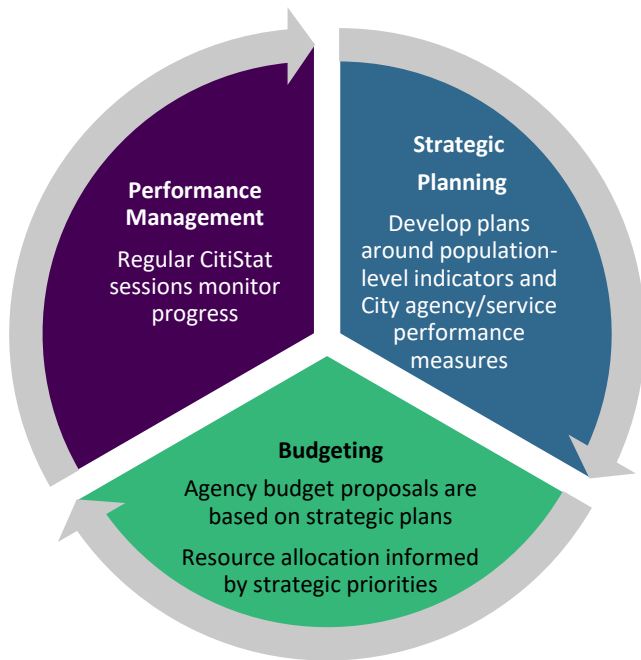 Performance
Management
Regular CitiStat
sessions monitor
progress
Strategic
Planning
Develop plans
around population-
level indicators and
City agency/service
performance
measures
Budgeting
Agency budget proposals are
based on strategic plans
Resource allocation informed
by strategic priorities